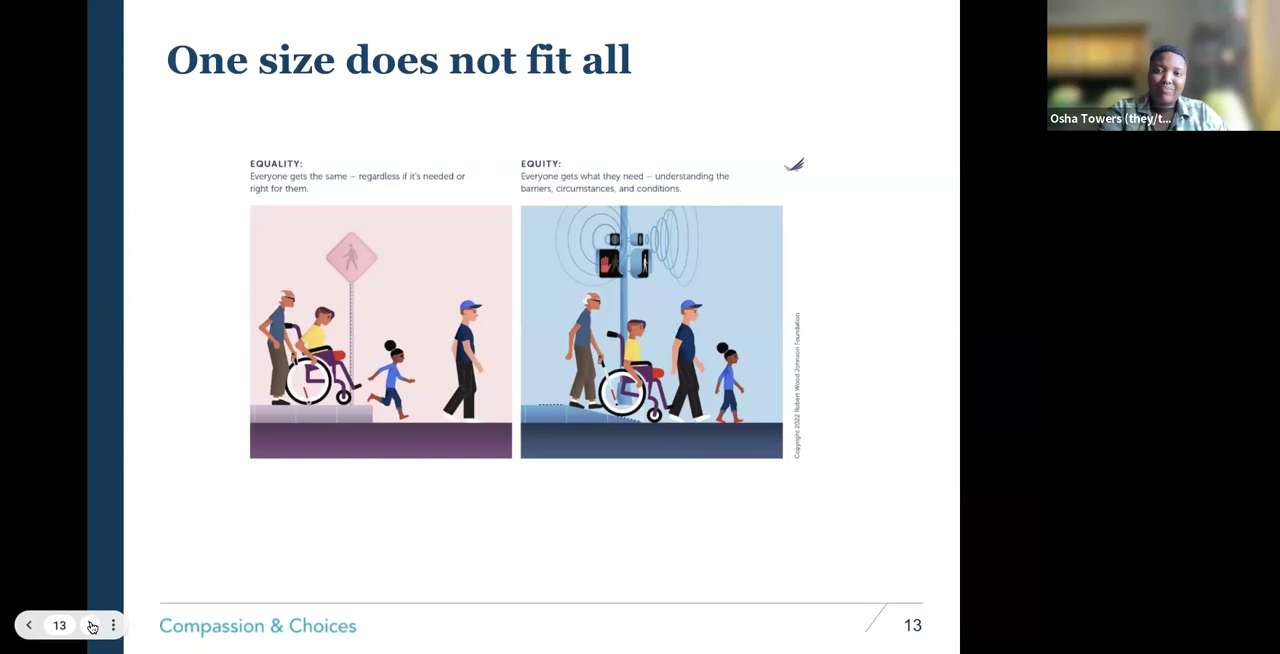 One size does not fit all
EQUALITY:
Everyone gets the same – regardless if it's needed or
right for them.
EQUITY:
Everyone gets what they need – understanding the
barriers, circumstances, and conditions.
Copyright 2022 Robert Wood Johnson Foundation
Compassion & Choices
13
13
Osha Towers (they/t...